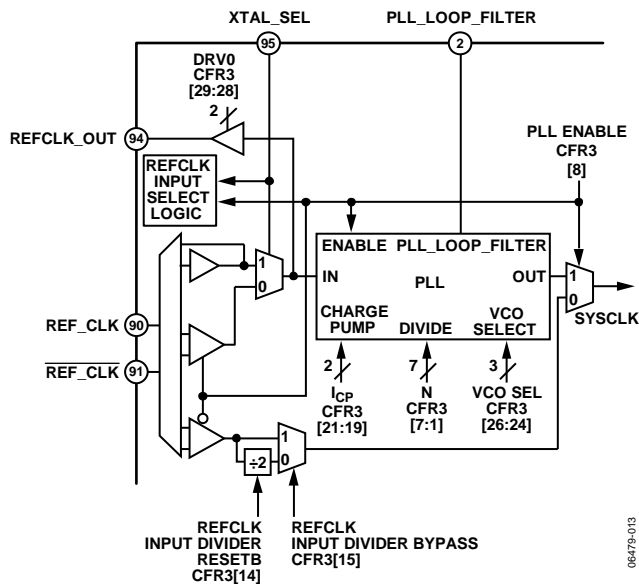 XTAL_SEL
PLL_LOOP_FILTER
95
2
DRV0
CFR3
[29:28]
2
REFCLK_OUT
94
PLL ENABLE
CFR3
[8]
REFCLK
INPUT
SELECT
LOGIC
ENABLE
PLL_LOOP_FILTER
1
0
IN
PLL
OUT
1
0
SYSCLK
CHARGE
PUMP
DIVIDE
VCO
SELECT
REF_CLK
90
REF_CLK
91
2
7
3
ICP
CFR3
[21:19]
N
CFR3
[7:1]
VCO SEL
CFR3
[26:24]
1
0
÷2
REFCLK
INPUT DIVIDER
RESETB
CFR3[14]
REFCLK
INPUT DIVIDER BYPASS
CFR3[15]
06479-013